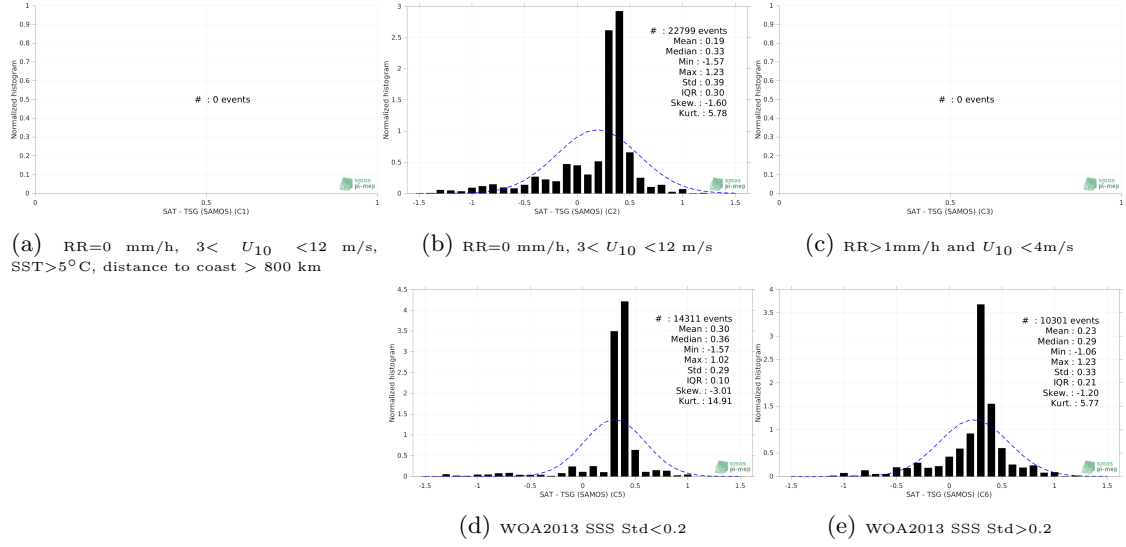 1
0.9
0.8
0.7
0.6
0.5
0.4
0.3
0.2
0.1
0
Normalized histogram
# : 0 events
smos
pi-mep
0 0.5 1
SAT - TSG (SAMOS) (C1)
3
2.5
2
1.5
1
0.5
0
Normalized histogram
# : 22799 events
Mean : 0.19
Median : 0.33
Min : -1.57
Max : 1.23
Std : 0.39
IQR : 0.30
Skew. : -1.60
Kurt. : 5.78
smos
pi-mep
-1.5 -1 -0.5 0 0.5 1 1.5
SAT - TSG (SAMOS) (C2)
1
0.9
0.8
0.7
0.6
0.5
0.4
0.3
0.2
0.1
0
Normalized histogram
# : 0 events
smos
pi-mep
0 0.5 1
SAT - TSG (SAMOS) (C3)
(a) RR=0 mm/h, 3< U10 <12 m/s,
SST>5°C, distance to coast > 800 km
(b) RR=0 mm/h, 3< U10 <12 m/s
(c) RR>1mm/h and U10 <4m/s
4.5
4
3.5
3
2.5
2
1.5
1
0.5
0
Normalized histogram
# : 14311 events
Mean : 0.30
Median : 0.36
Min : -1.57
Max : 1.02
Std : 0.29
IQR : 0.10
Skew. : -3.01
Kurt. : 14.91
smos
pi-mep
-1.5 -1 -0.5 0 0.5 1 1.5
SAT - TSG (SAMOS) (C5)
4
3.5
3
2.5
2
1.5
1
0.5
0
Normalized histogram
# : 10301 events
Mean : 0.23
Median : 0.29
Min : -1.06
Max : 1.23
Std : 0.33
IQR : 0.21
Skew. : -1.20
Kurt. : 5.77
smos
pi-mep
-1.5 -1 -0.5 0 0.5 1 1.5
SAT - TSG (SAMOS) (C6)
(d) WOA2013 SSS Std<0.2
(e) WOA2013 SSS Std>0.2